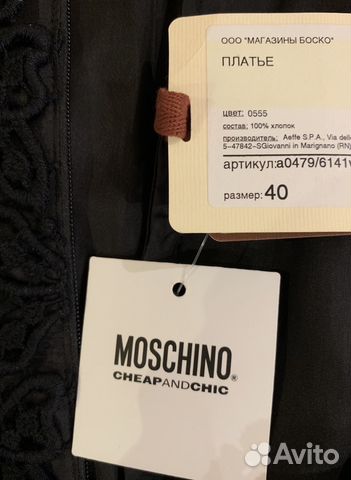 ООО "МАГАЗИНЫ БОСКО"
ПЛАТЬЕ
цвет: 0555
состав: 100% хлопок
производитель: Aeffe S.P.A., Via delle
5-47842-SGiovanni in Marignano (RN)
артикул:a0479/6141
размер: 40
MOSCHINO®
CHEAPANDCHIC
Avito